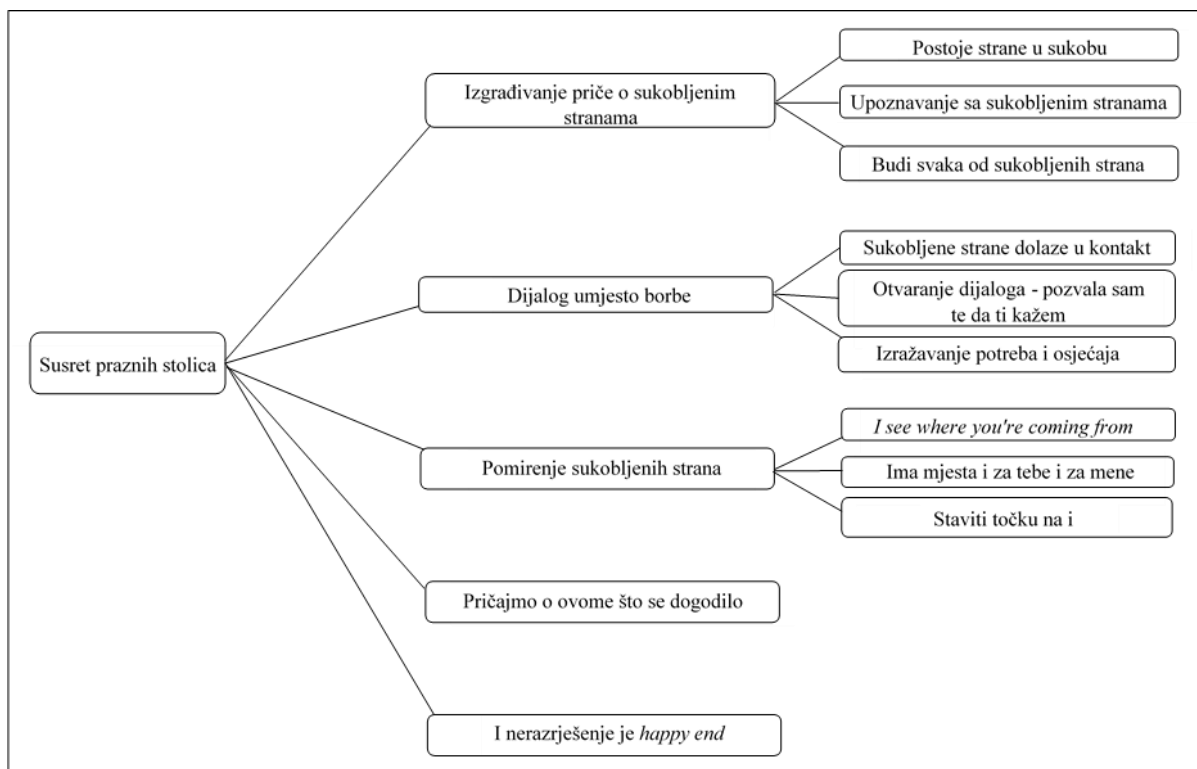 Susret praznih stolica
Izgrađivanje priče o sukobljenim
stranama
Postoje strane u sukobu
Upoznavanje sa sukobljenim stranama
Budi svaka od sukobljenih strana
Dijalog umjesto borbe
Sukobljene strane dolaze u kontakt
Otvaranje dijaloga - pozvala sam
te da ti kažem
Izražavanje potreba i osjećaja
Pomirenje sukobljenih strana
I see where you're coming from
Ima mjesta i za tebe i za mene
Staviti točku na i
Pričajmo o ovome što se dogodilo
I nerazrješenje je happy end